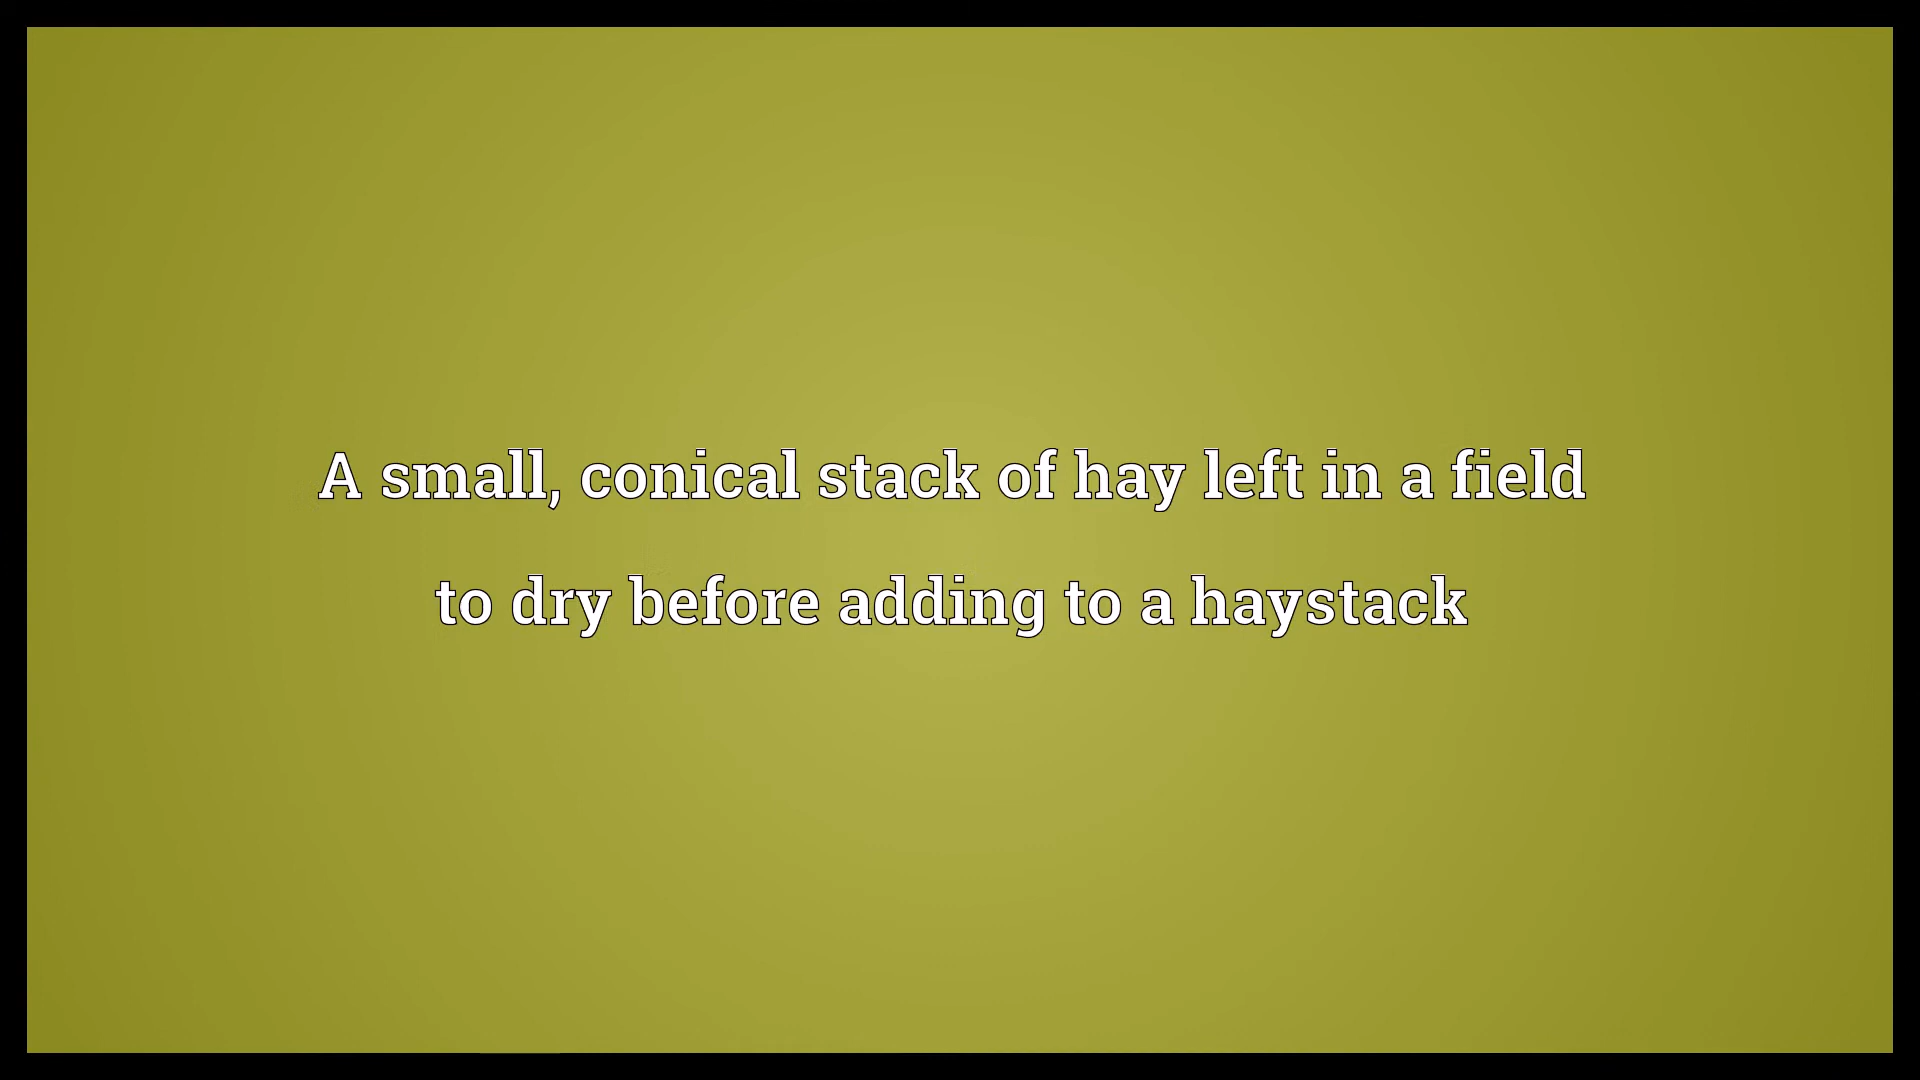 A small, conical stack of hay left in a field
to dry before adding to a haystack